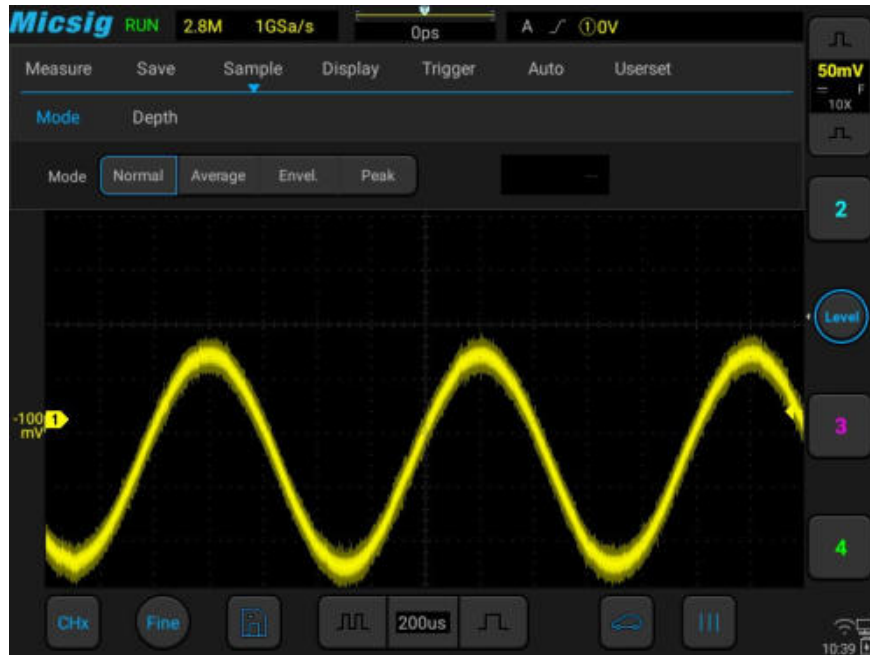 Micsig RUN 2.8M 1GSa/s 0ps A ①0V
Measure Save Sample Display Trigger Auto Userset
50mV
F
10X
Mode Depth
Mode Normal Average Envel. Peak
2
Level
-100 1
mV
3
4
CHx Fine 200us
10:39